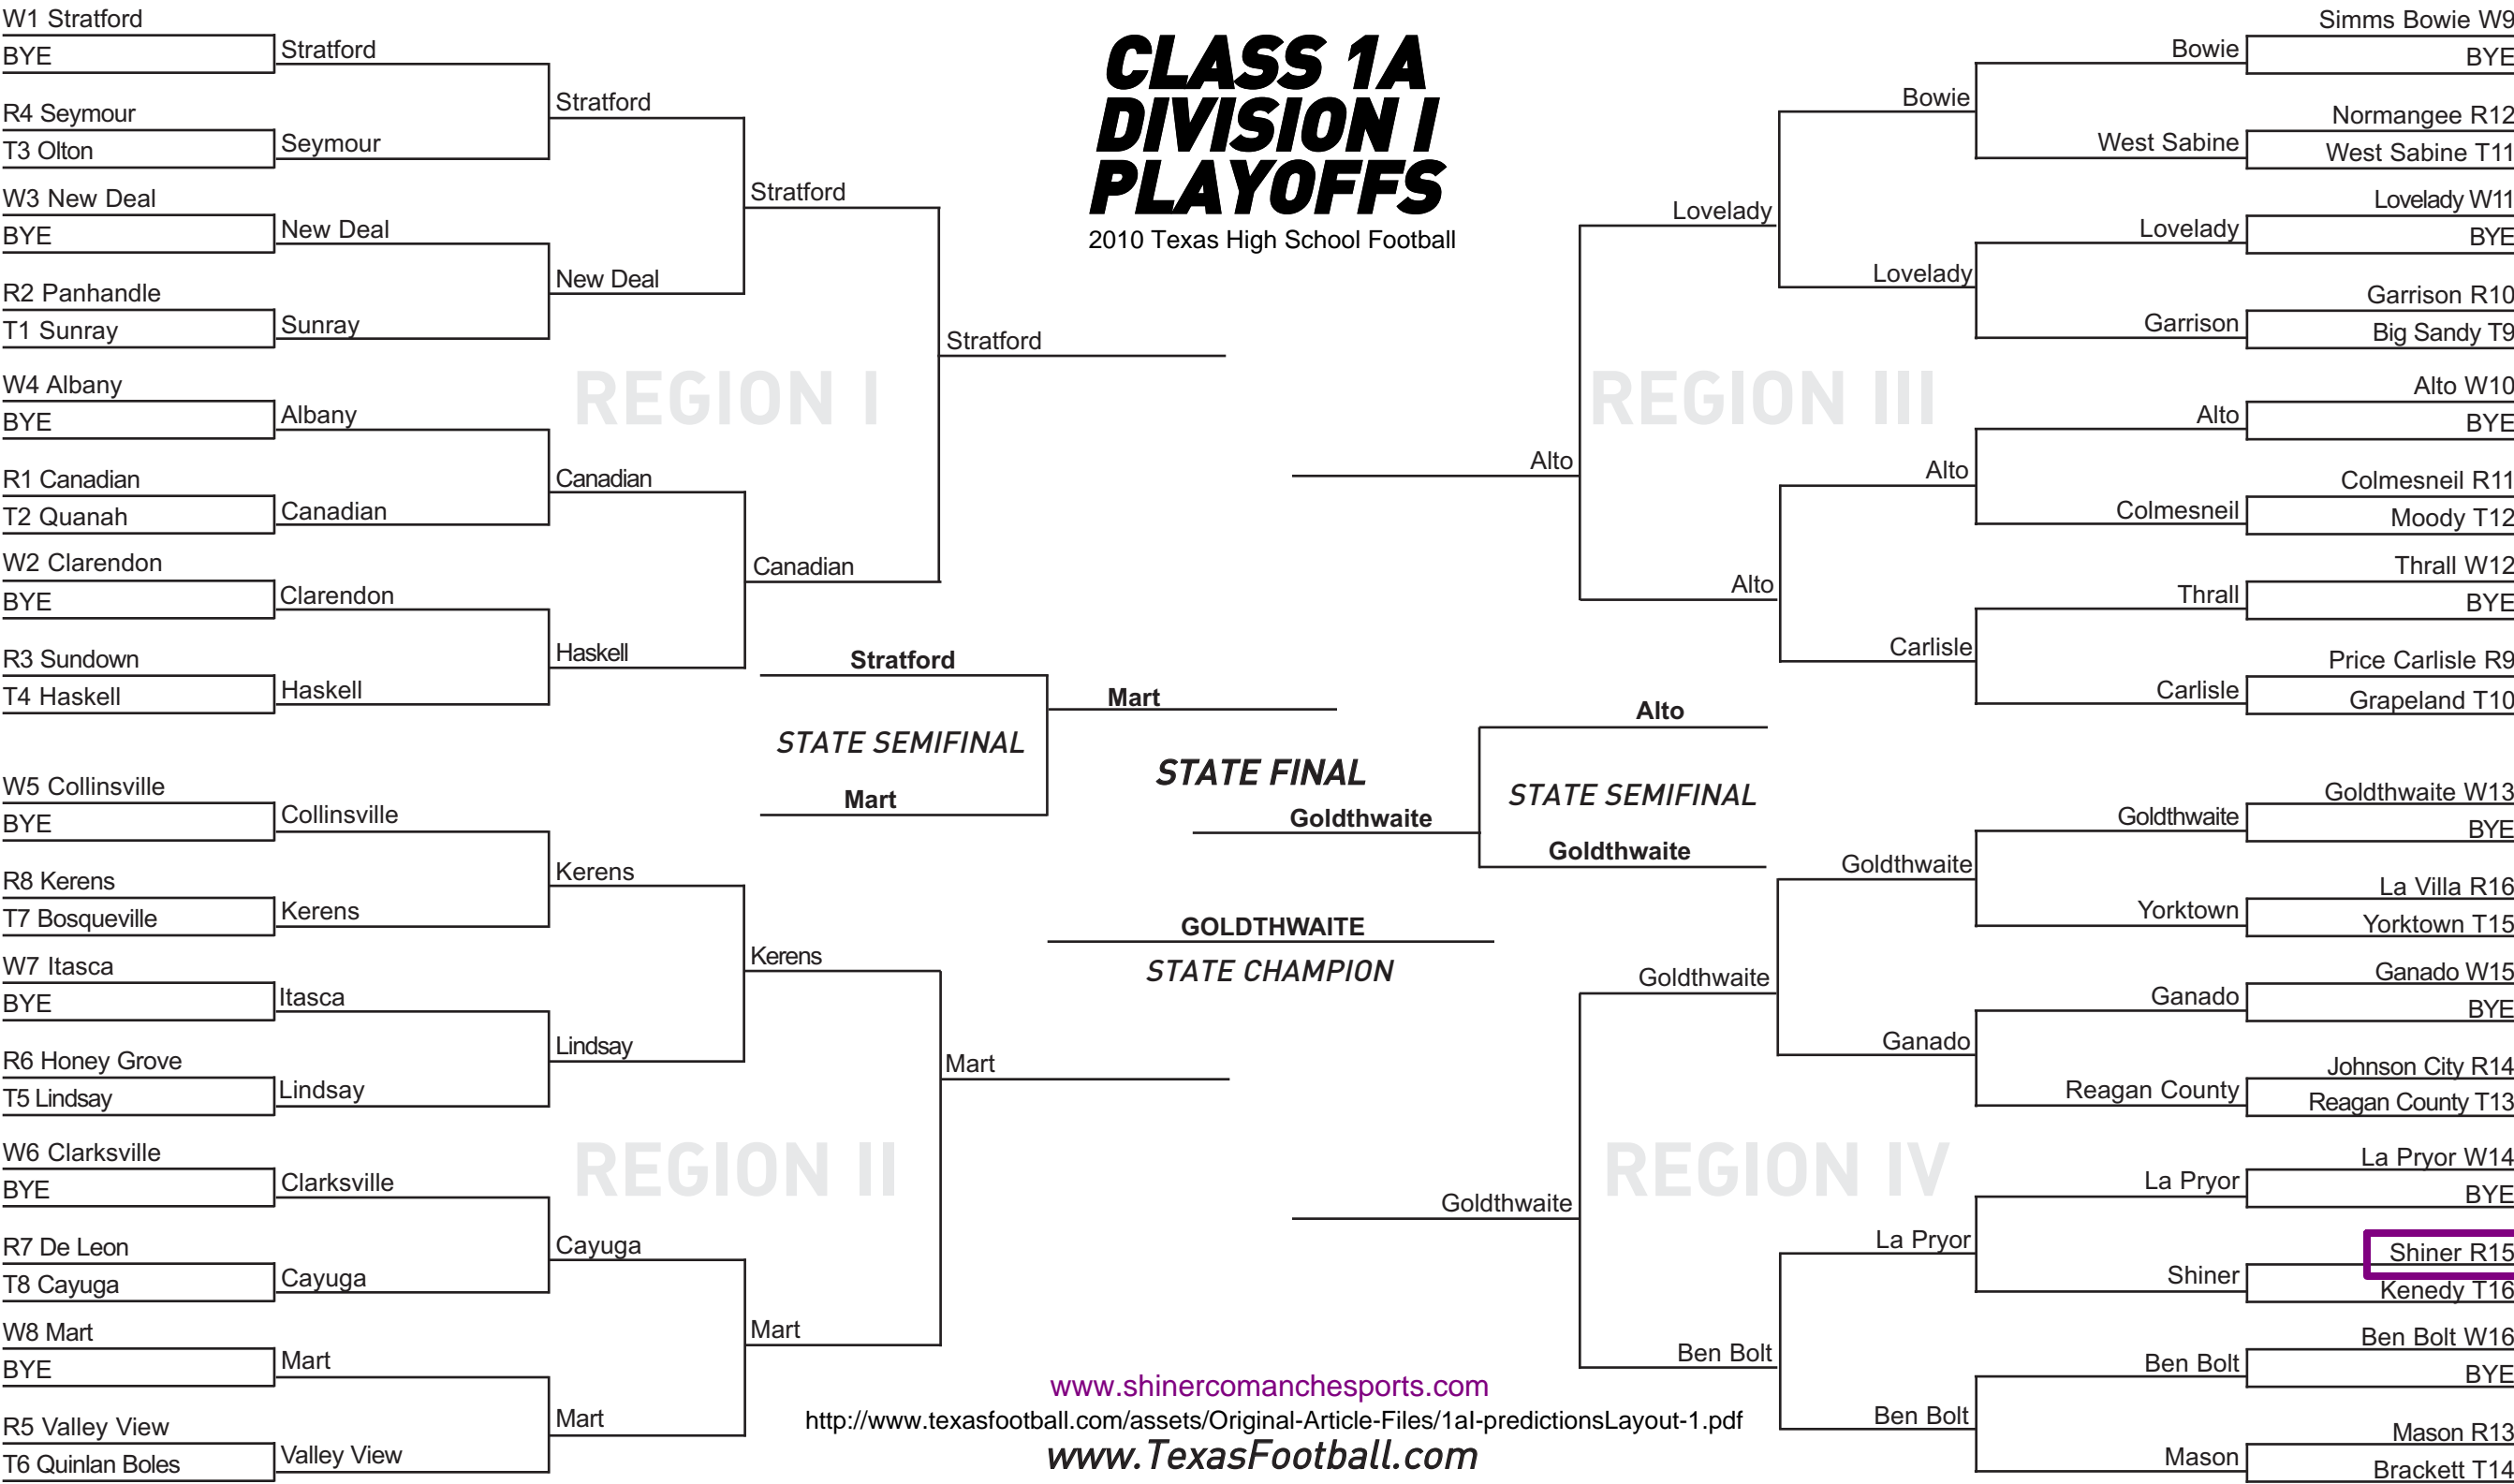 CLASS 1A
DIVISION I
PLAYOFFS
2010 Texas High School Football
W1 Stratford
BYE
R4 Seymour
T3 Olton
W3 New Deal
BYE
R2 Panhandle
T1 Sunray
W4 Albany
BYE
R1 Canadian
T2 Quanah
W2 Clarendon
BYE
R3 Sundown
T4 Haskell
Stratford
Seymour
New Deal
Sunray
Albany
Canadian
Clarendon
Haskell
Stratford
New Deal
Canadian
Haskell
Stratford
Canadian
Stratford
REGION I
W5 Collinsville
BYE
R8 Kerens
T7 Bosqueville
W7 Itasca
BYE
R6 Honey Grove
T5 Lindsay
W6 Clarksville
BYE
R7 De Leon
T8 Cayuga
W8 Mart
BYE
R5 Valley View
T6 Quinlan Boles
Collinsville
Kerens
Itasca
Lindsay
Clarksville
Cayuga
Mart
Valley View
Kerens
Lindsay
Cayuga
Mart
Kerens
Mart
Mart
REGION II
Stratford
STATE SEMIFINAL
Mart
Mart
STATE FINAL
Goldthwaite
Alto
STATE SEMIFINAL
Goldthwaite
GOLDTHWAITE
STATE CHAMPION
Simms Bowie W9
BYE
Normangee R12
West Sabine T11
Lovelady W11
BYE
Garrison R10
Big Sandy T9
Alto W10
BYE
Colmesneil R11
Moody T12
Thrall W12
BYE
Price Carlisle R9
Grapeland T10
Bowie
West Sabine
Lovelady
Garrison
Alto
Colmesneil
Thrall
Carlisle
Bowie
Lovelady
Alto
Carlisle
Lovelady
Alto
Alto
REGION III
Goldthwaite W13
BYE
La Villa R16
Yorktown T15
Ganado W15
BYE
Johnson City R14
Reagan County T13
La Pryor W14
BYE
Shiner R15
Kenedy T16
Ben Bolt W16
BYE
Mason R13
Brackett T14
Goldthwaite
Yorktown
Ganado
Reagan County
La Pryor
Shiner
Ben Bolt
Mason
Goldthwaite
Ganado
La Pryor
Ben Bolt
Goldthwaite
Ben Bolt
Goldthwaite
REGION IV
www.shinercomanchesports.com
http://www.texasfootball.com/assets/Original-Article-Files/1aI-predictionsLayout-1.pdf
www.TexasFootball.com